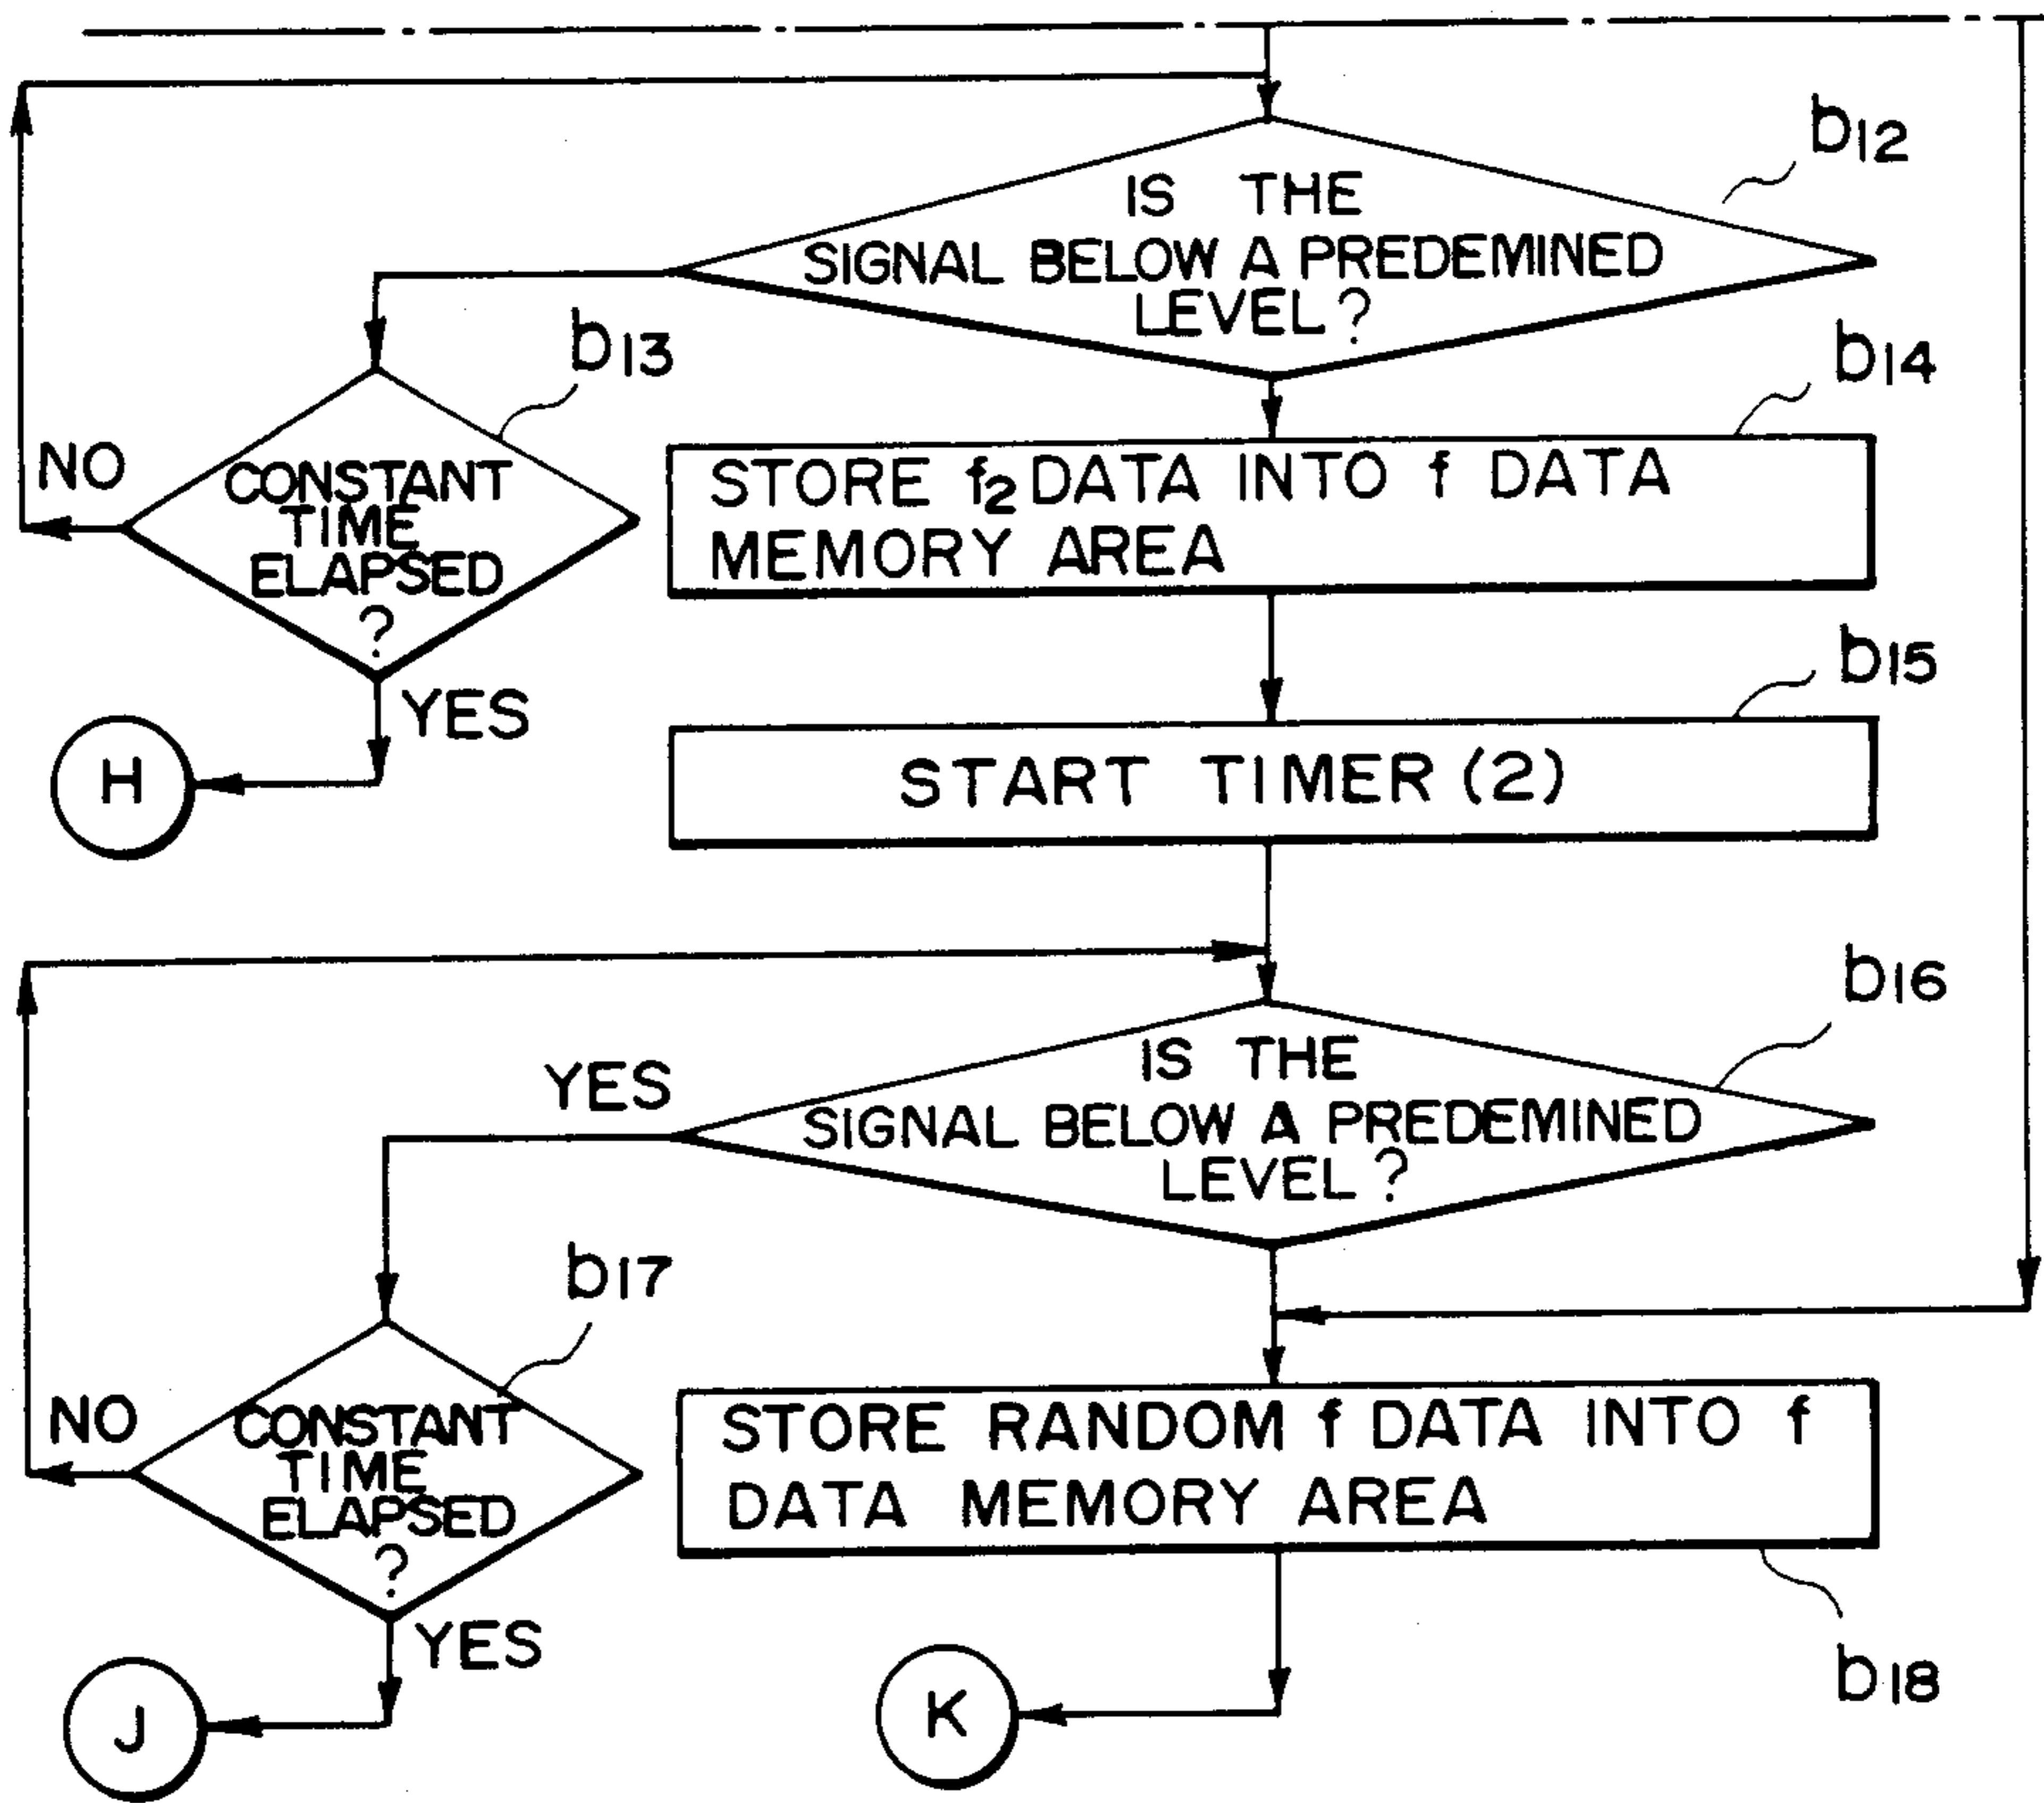 b12
IS THE
SIGNAL BELOW A PREDEMINED
LEVEL?
b13
b14
NO
CONSTANT
TIME
ELAPSED
?
STORE f2 DATA INTO f DATA
MEMORY AREA
YES
b15
H
START TIMER (2)
b16
YES
IS THE
SIGNAL BELOW A PREDEMINED
LEVEL?
b17
NO
CONSTANT
TIME
ELAPSED
?
STORE RANDOM f DATA INTO f
DATA MEMORY AREA
YES
b18
J
K